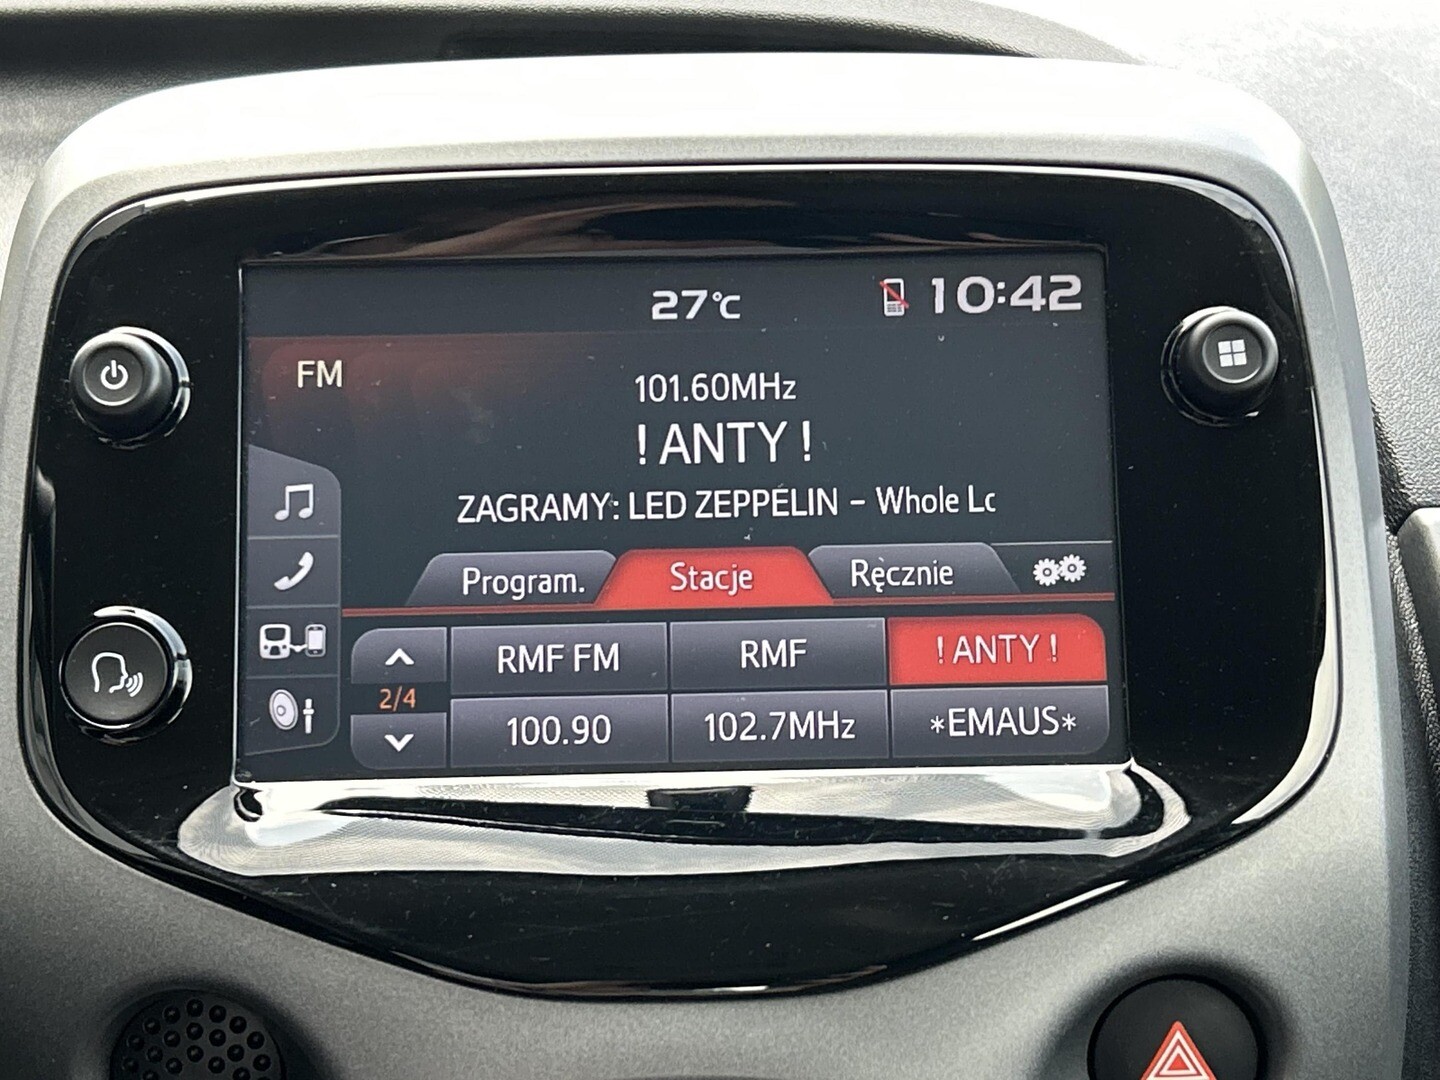 27°C 10:42
FM
101.60MHz
! ANTY !
ZAGRAMY: LED ZEPPELIN - Whole Lo
Program. Stacje Ręcznie
RMF FM RMF ! ANTY !
2/4
100.90 102.7MHz *EMAUS*